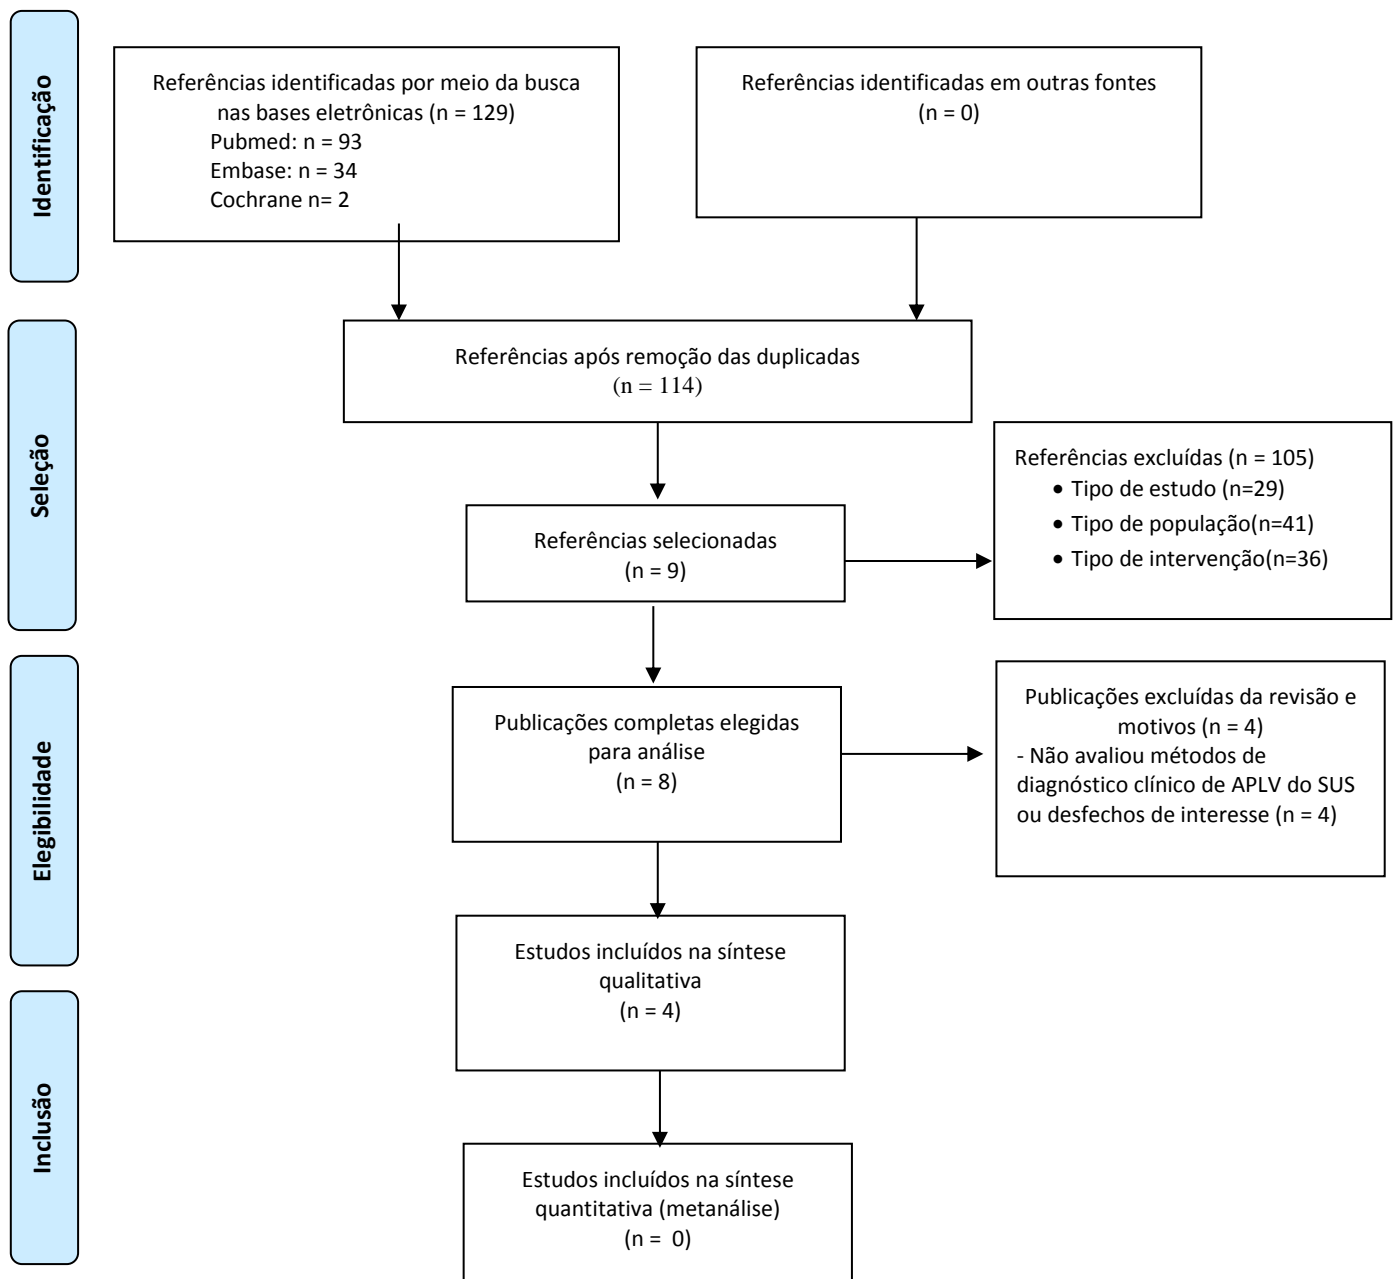 Identificação
Referências identificadas por meio da busca
nas bases eletrônicas (n = 129)
Pubmed: n = 93
Embase: n = 34
Cochrane n= 2
Referências identificadas em outras fontes
(n = 0)
Seleção
Referências após remoção das duplicadas
(n = 114)
Referências selecionadas
(n = 9)
Referências excluídas (n = 105)
• Tipo de estudo (n=29)
• Tipo de população(n=41)
• Tipo de intervenção(n=36)
Elegibilidade
Publicações completas elegidas
para análise
(n = 8)
Publicações excluídas da revisão e
motivos (n = 4)
- Não avaliou métodos de
diagnóstico clínico de APLV do SUS
ou desfechos de interesse (n = 4)
Estudos incluídos na síntese
qualitativa
(n = 4)
Inclusão
Estudos incluídos na síntese
quantitativa (metanálise)
(n =  0)